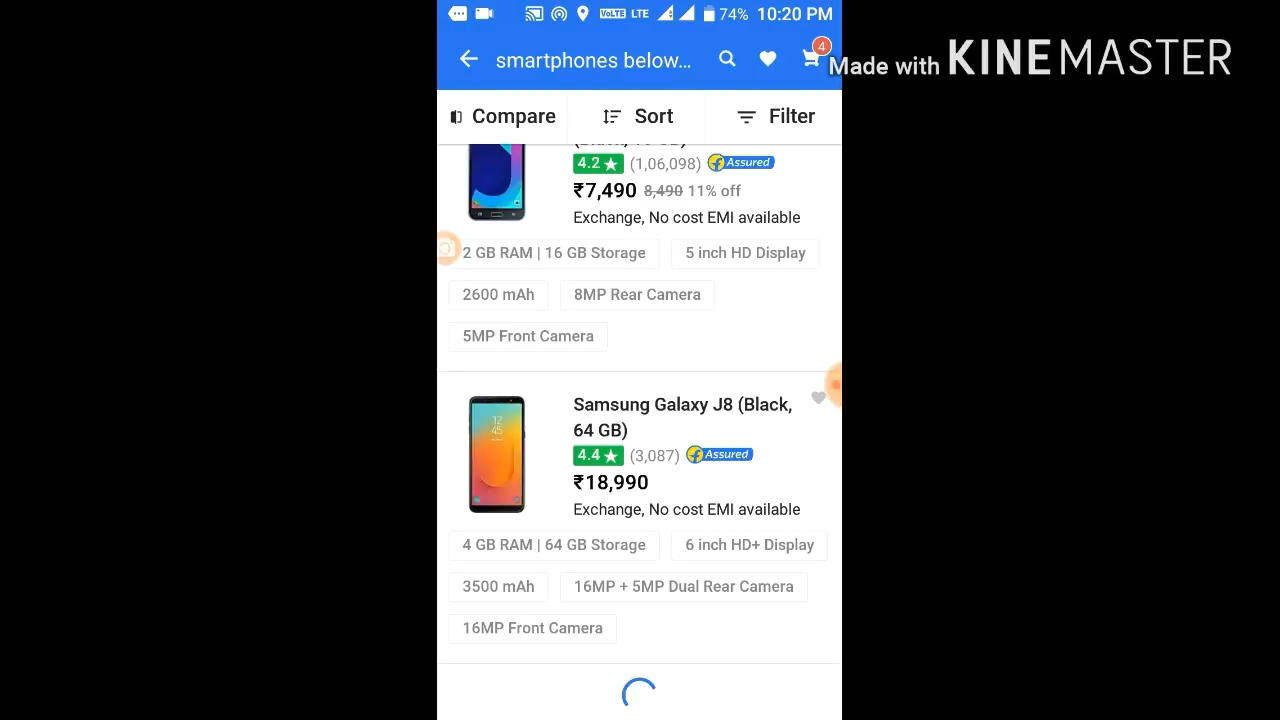 VoLTE LTE 74% 10:20 PM
smartphones below...
4
Made with KINEMASTER
Compare Sort Filter
4.2 ★ (1,06,098) Assured
₹7,490 8,490 11% off
Exchange, No cost EMI available
2 GB RAM | 16 GB Storage 5 inch HD Display
2600 mAh 8MP Rear Camera
5MP Front Camera
Samsung Galaxy J8 (Black,
64 GB)
4.4 ★ (3,087) Assured
₹18,990
Exchange, No cost EMI available
4 GB RAM | 64 GB Storage 6 inch HD+ Display
3500 mAh 16MP + 5MP Dual Rear Camera
16MP Front Camera